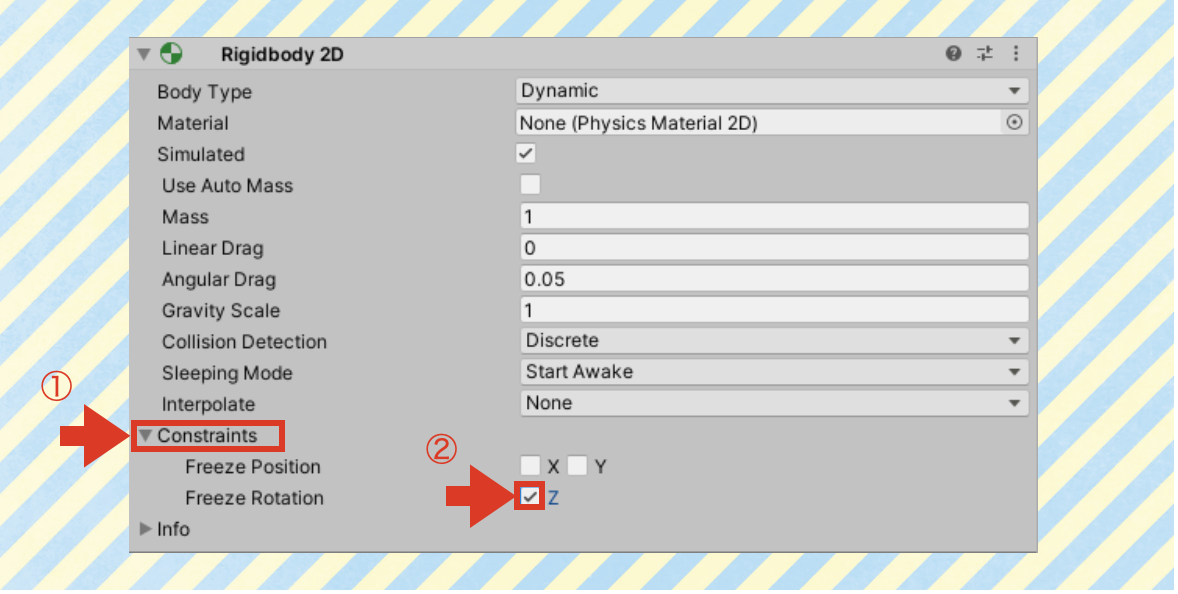 Rigidbody 2D
Body Type Dynamic
Material None (Physics Material 2D)
Simulated
Use Auto Mass
Mass 1
Linear Drag 0
Angular Drag 0.05
Gravity Scale 1
Collision Detection Discrete
Sleeping Mode Start Awake
Interpolate None
①
Constraints
②
Freeze Position X Y
Freeze Rotation Z
Info